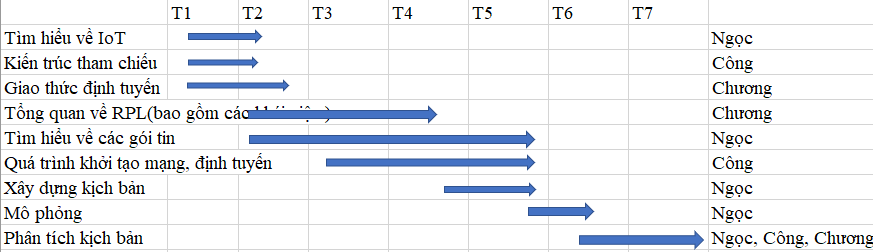 T1 T2 T3 T4 T5 T6 T7
Tìm hiểu về IoT Ngọc
Kiến trúc tham chiếu Công
Giao thức định tuyến Chương
Tổng quan về RPL(bao gồm các Chương
Tìm hiểu về các gói tin Ngọc
Quá trình khởi tạo mạng, định tuyến Công
Xây dựng kịch bản Ngọc
Mô phỏng Ngọc
Phân tích kịch bản Ngọc, Công, Chương